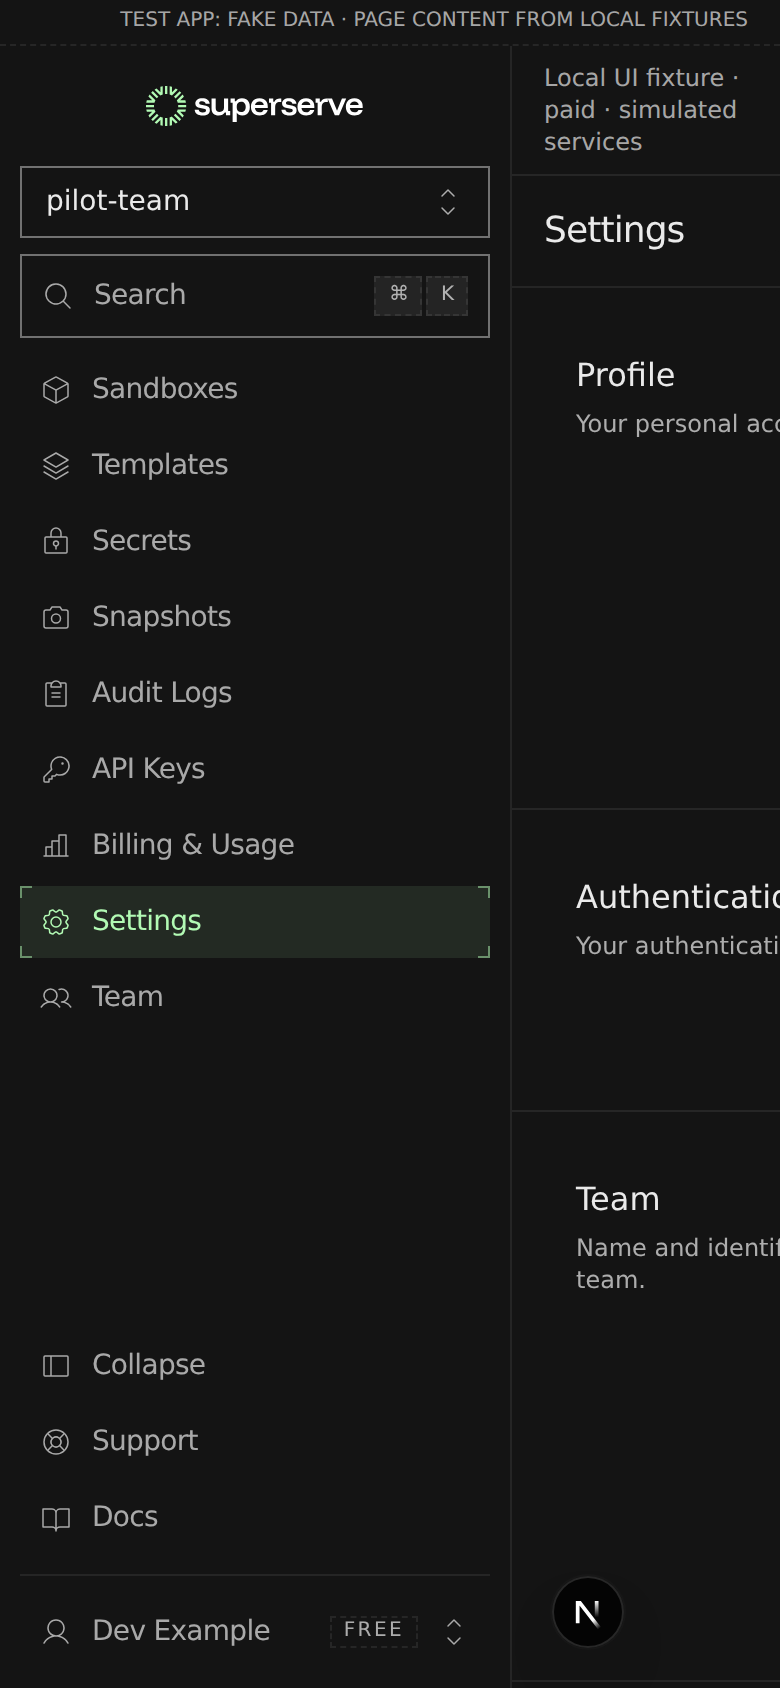 TEST APP: FAKE DATA · PAGE CONTENT FROM LOCAL FIXTURES
superserve
pilot-team
Search ⌘ K
Sandboxes
Templates
Secrets
Snapshots
Audit Logs
API Keys
Billing & Usage
Settings
Team
Collapse
Support
Docs
Dev Example FREE
Local UI fixture ·
paid · simulated
services
Settings
Profile
Your personal acc
Authenticatio
Your authenticati
Team
Name and identif
team.
N